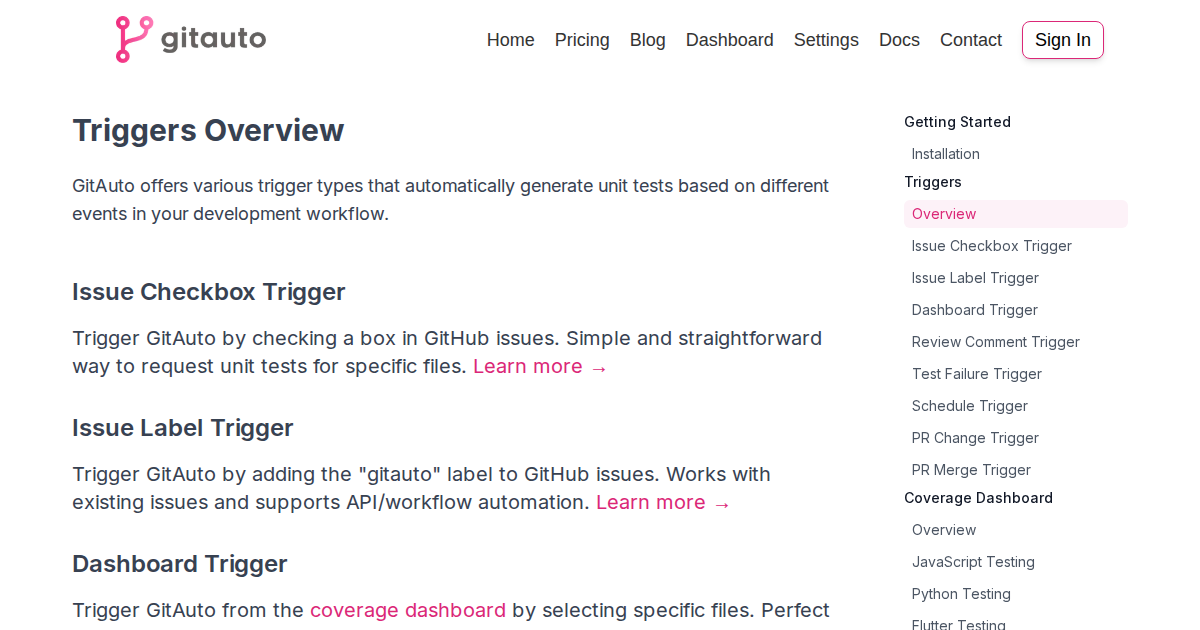 gitauto
Home Pricing Blog Dashboard Settings Docs Contact Sign In
Triggers Overview
GitAuto offers various trigger types that automatically generate unit tests based on different
events in your development workflow.
Issue Checkbox Trigger
Trigger GitAuto by checking a box in GitHub issues. Simple and straightforward
way to request unit tests for specific files. Learn more →
Issue Label Trigger
Trigger GitAuto by adding the "gitauto" label to GitHub issues. Works with
existing issues and supports API/workflow automation. Learn more →
Dashboard Trigger
Trigger GitAuto from the coverage dashboard by selecting specific files. Perfect
Getting Started
Installation
Triggers
Overview
Issue Checkbox Trigger
Issue Label Trigger
Dashboard Trigger
Review Comment Trigger
Test Failure Trigger
Schedule Trigger
PR Change Trigger
PR Merge Trigger
Coverage Dashboard
Overview
JavaScript Testing
Python Testing
Flutter Testing